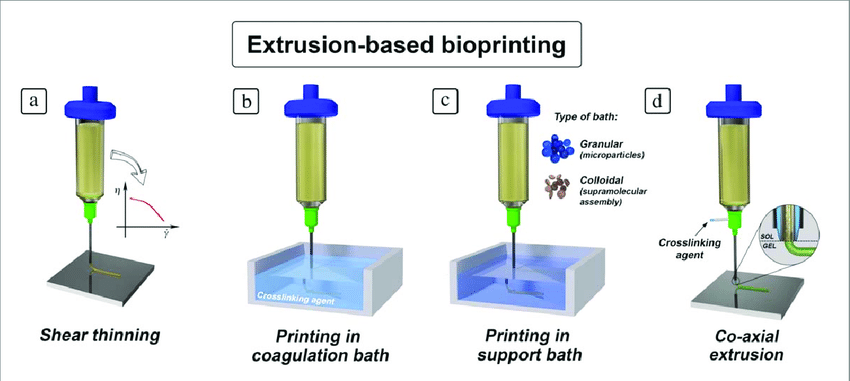 Extrusion-based bioprinting
a
b
c
d
Type of bath:
Granular
(microparticles)
Colloidal
(supramolecular
assembly)
η
γ̇
Crosslinking agent
Crosslinking
agent
SOL
GEL
Shear thinning
Printing in
coagulation bath
Printing in
support bath
Co-axial
extrusion